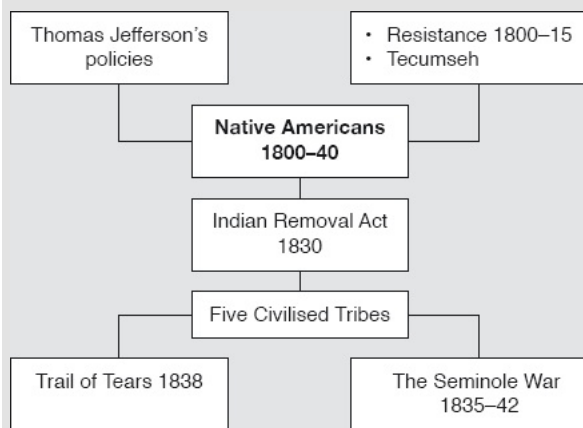 Thomas Jefferson's
policies
• Resistance 1800–15
• Tecumseh
Native Americans
1800–40
Indian Removal Act
1830
Five Civilised Tribes
Trail of Tears 1838
The Seminole War
1835–42